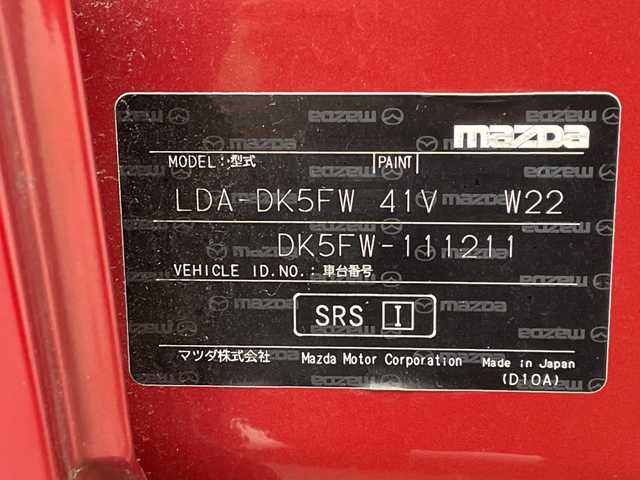 mazda
MODEL:型式 PAINT
LDA-DK5FW 41V W22
DK5FW-111211
VEHICLE ID.NO.:車台番号
SRS I
マツダ株式会社 Mazda Motor Corporation Made in Japan
(D10A)